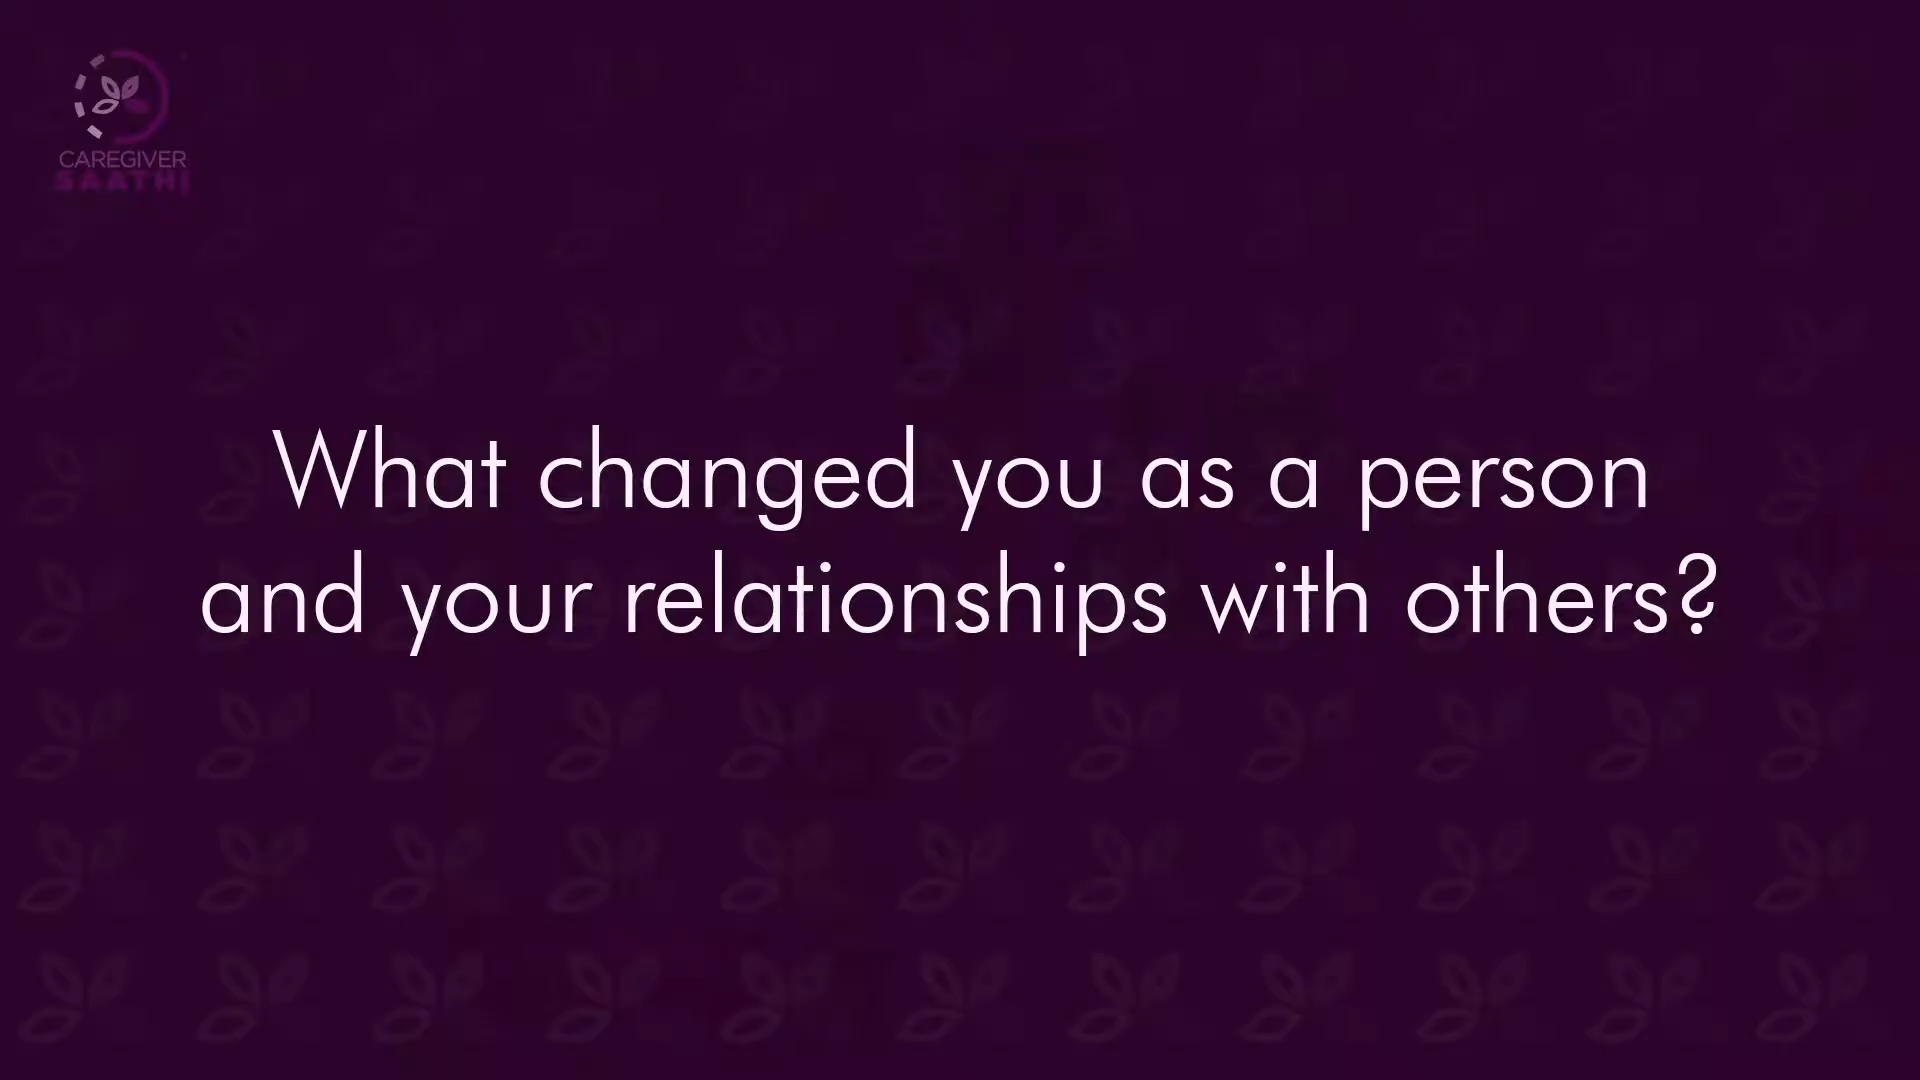 CAREGIVER
SAATHI
What changed you as a person
and your relationships with others?